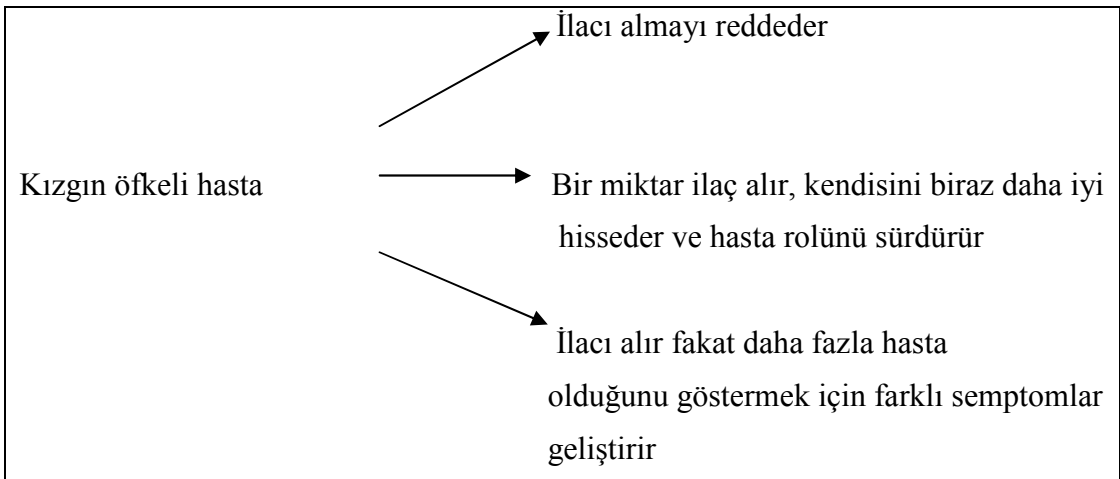 İlacı almayı reddeder
Kızgın öfkeli hasta
Bir miktar ilaç alır, kendisini biraz daha iyi
hisseder ve hasta rolünü sürdürür
İlacı alır fakat daha fazla hasta
olduğunu göstermek için farklı semptomlar
geliştirir